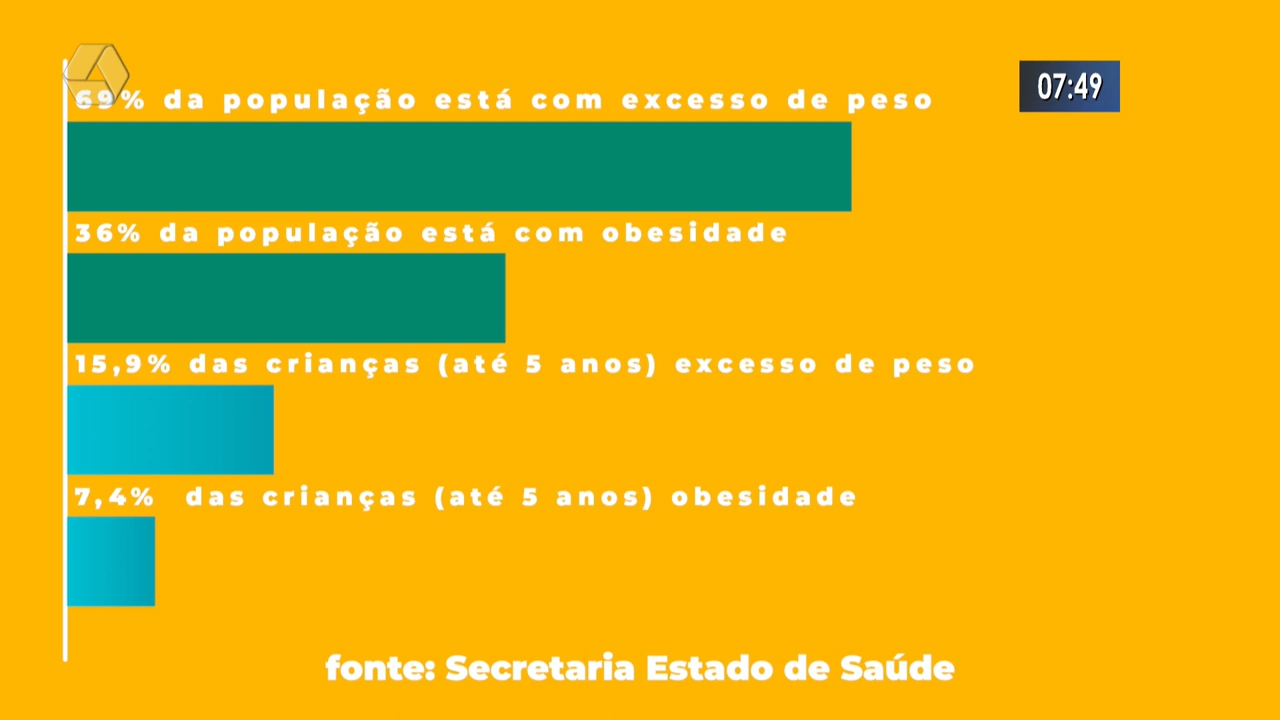 69% da população está com excesso de peso
07:49
36% da população está com obesidade
15,9% das crianças (até 5 anos) excesso de peso
7,4% das crianças (até 5 anos) obesidade
fonte: Secretaria Estado de Saúde